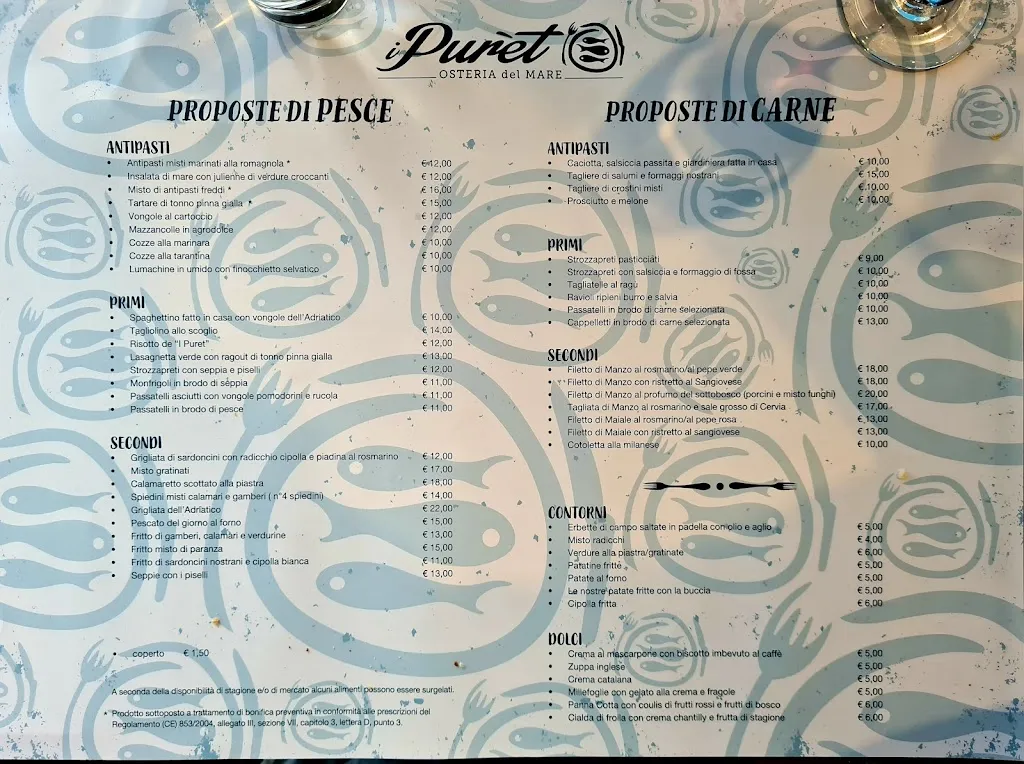 i Purèt
OSTERIA del MARE
PROPOSTE DI PESCE
ANTIPASTI
• Antipasti misti marinati alla romagnola * € 12,00
• Insalata di mare con julienne di verdure croccanti € 12,00
• Misto di antipasti freddi * € 16,00
• Tartare di tonno pinna gialla * € 15,00
• Vongole al cartoccio € 12,00
• Mazzancolle in agrodolce € 12,00
• Cozze alla marinara € 10,00
• Cozze alla tarantina € 10,00
• Lumachine in umido con finocchietto selvatico € 10,00
PRIMI
• Spaghettino fatto in casa con vongole dell'Adriatico € 10,00
• Tagliolino allo scoglio € 14,00
• Risotto de "I Puret" € 12,00
• Lasagnetta verde con ragout di tonno pinna gialla € 13,00
• Strozzapreti con seppia e piselli € 12,00
• Monfrigoli in brodo di seppia € 11,00
• Passatelli asciutti con vongole pomodorini e rucola € 11,00
• Passatelli in brodo di pesce € 11,00
SECONDI
• Grigliata di sardoncini con radicchio cipolla e piadina al rosmarino € 12,00
• Misto gratinati € 17,00
• Calamaretto scottato alla piastra € 18,00
• Spiedini misti calamari e gamberi ( n°4 spiedini) € 14,00
• Grigliata dell'Adriatico € 22,00
• Pescato del giorno al forno € 15,00
• Fritto di gamberi, calamari e verdurine € 13,00
• Fritto misto di paranza € 15,00
• Fritto di sardoncini nostrani e cipolla bianca € 11,00
• Seppie con i piselli € 13,00
• coperto € 1,50
A seconda della disponibilità di stagione e/o di mercato alcuni alimenti possono essere surgelati.
* Prodotto sottoposto a trattamento di bonifica preventiva in conformità alle prescrizioni del
Regolamento (CE) 853/2004, allegato III, sezione VII, capitolo 3, lettera D, punto 3.
PROPOSTE DI CARNE
ANTIPASTI
• Caciotta, salsiccia passita e giardiniera fatta in casa € 10,00
• Tagliere di salumi e formaggi nostrani € 15,00
• Tagliere di crostini misti € 10,00
• Prosciutto e melone € 10,00
PRIMI
• Strozzapreti pasticciati € 9,00
• Strozzapreti con salsiccia e formaggio di fossa € 10,00
• Tagliatelle al ragù € 10,00
• Ravioli ripieni burro e salvia € 10,00
• Passatelli in brodo di carne selezionata € 10,00
• Cappelletti in brodo di carne selezionata € 13,00
SECONDI
• Filetto di Manzo al rosmarino/al pepe verde € 18,00
• Filetto di Manzo con ristretto al Sangiovese € 18,00
• Filetto di Manzo al profumo del sottobosco (porcini e misto funghi) € 20,00
• Tagliata di Manzo al rosmarino e sale grosso di Cervia € 17,00
• Filetto di Maiale al rosmarino/al pepe rosa € 13,00
• Filetto di Maiale con ristretto al sangiovese € 13,00
• Cotoletta alla milanese € 10,00
CONTORNI
• Erbette di campo saltate in padella con olio e aglio € 5,00
• Misto radicchi € 4,00
• Verdure alla piastra/gratinate € 6,00
• Patatine fritte € 5,00
• Patate al forno € 5,00
• Le nostre patate fritte con la buccia € 5,00
• Cipolla fritta € 6,00
DOLCI
• Crema al mascarpone con biscotto imbevuto al caffè € 5,00
• Zuppa inglese € 5,00
• Crema catalana € 5,00
• Millefoglie con gelato alla crema e fragole € 5,00
• Panna Cotta con coulis di frutti rossi e frutti di bosco € 6,00
• Cialda di frolla con crema chantilly e frutta di stagione € 6,00